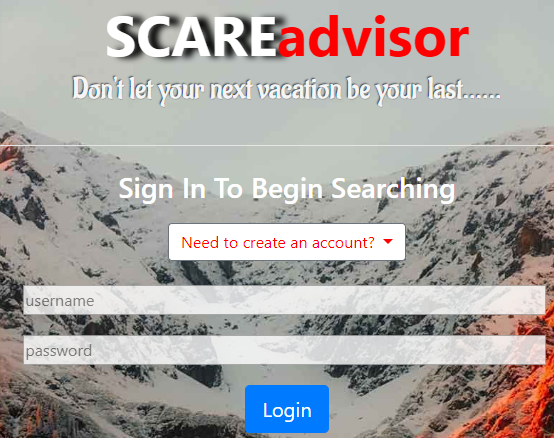 SCAREadvisor
Don't let your next vacation be your last......
Sign In To Begin Searching
Need to create an account?
username
password
Login